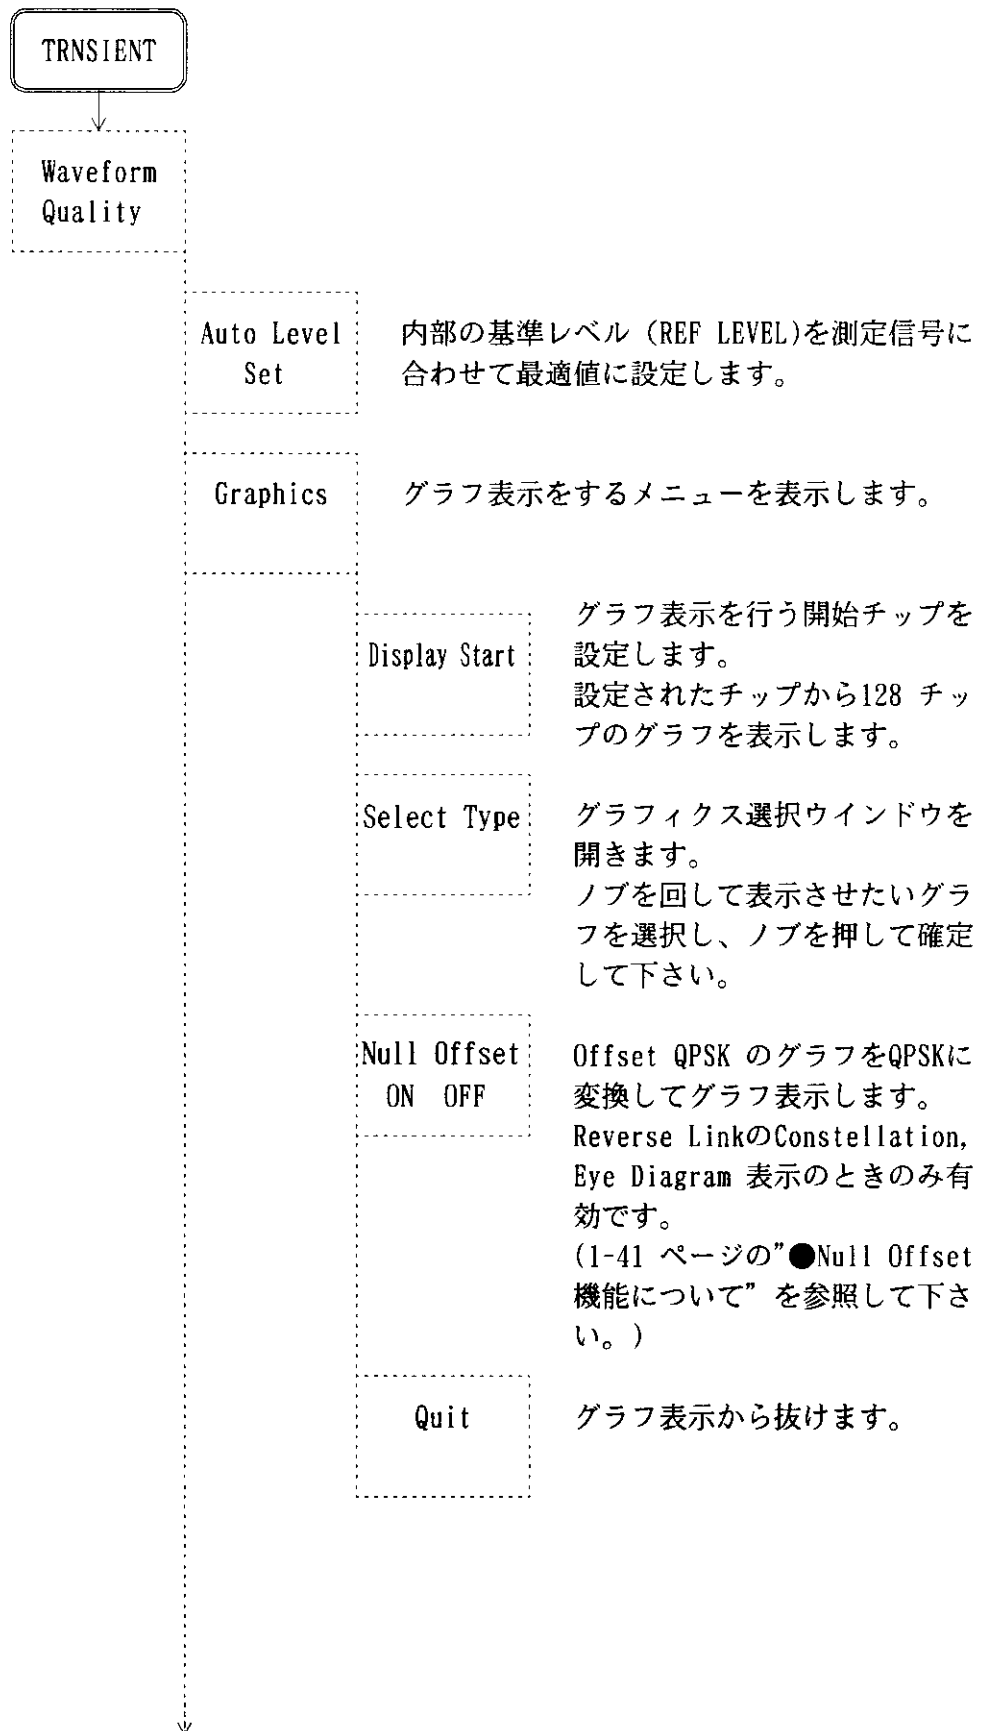 TRNSIENT
Waveform
Quality
Auto Level
Set
内部の基準レベル (REF LEVEL)を測定信号に
合わせて最適値に設定します。
Graphics
グラフ表示をするメニューを表示します。
Display Start
グラフ表示を行う開始チップを
設定します。
設定されたチップから128 チッ
プのグラフを表示します。
Select Type
グラフィクス選択ウインドウを
開きます。
ノブを回して表示させたいグラ
フを選択し、ノブを押して確定
して下さい。
Null Offset
ON OFF
Offset QPSK のグラフをQPSKに
変換してグラフ表示します。
Reverse LinkのConstellation,
Eye Diagram 表示のときのみ有
効です。
(1-41 ページの"●Null Offset
機能について" を参照して下さ
い。)
Quit
グラフ表示から抜けます。